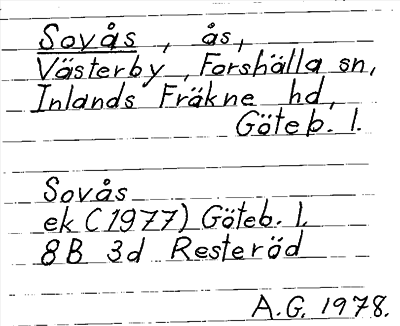 Sovås, ås,
Västerby, Forshälla sn,
Inlands Fräkne hd,
Göteb. l.
Sovås
ek (1977) Göteb. l.
8B 3d Resteröd
A.G. 1978.